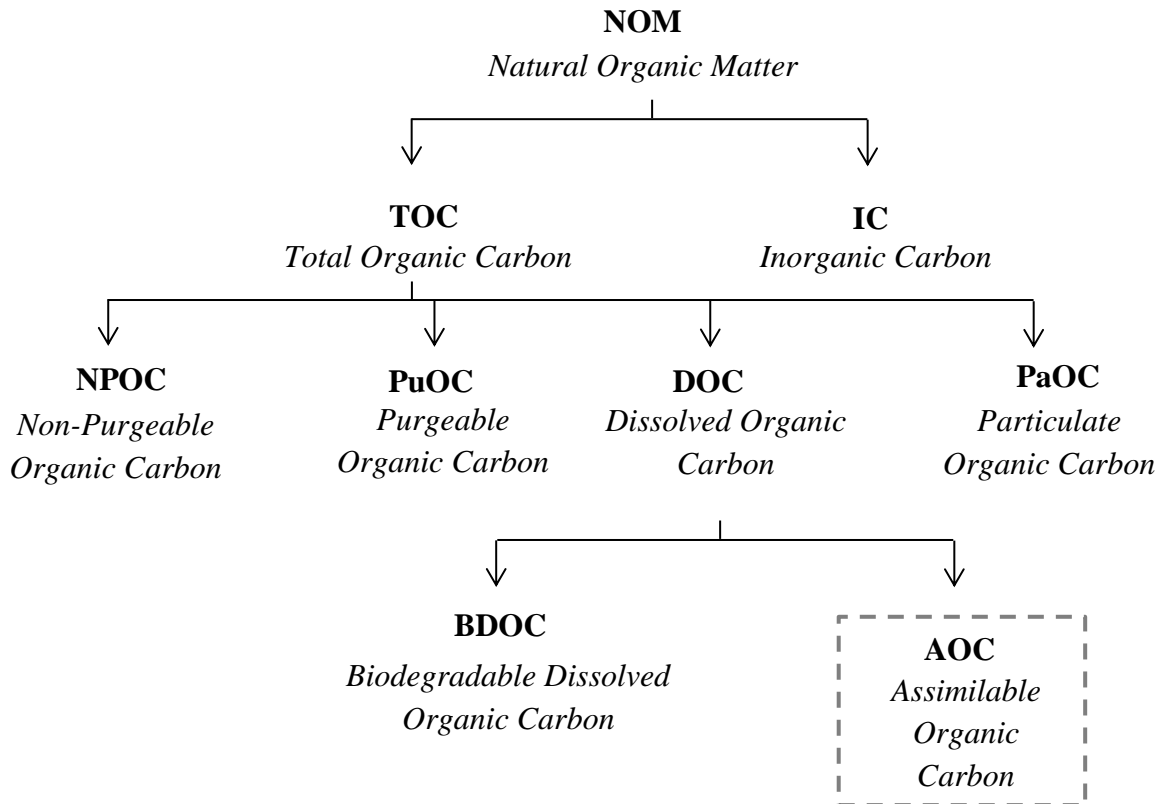 NOM
Natural Organic Matter
TOC
Total Organic Carbon
IC
Inorganic Carbon
NPOC
Non-Purgeable
Organic Carbon
PuOC
Purgeable
Organic Carbon
DOC
Dissolved Organic
Carbon
PaOC
Particulate
Organic Carbon
BDOC
Biodegradable Dissolved
Organic Carbon
AOC
Assimilable
Organic
Carbon